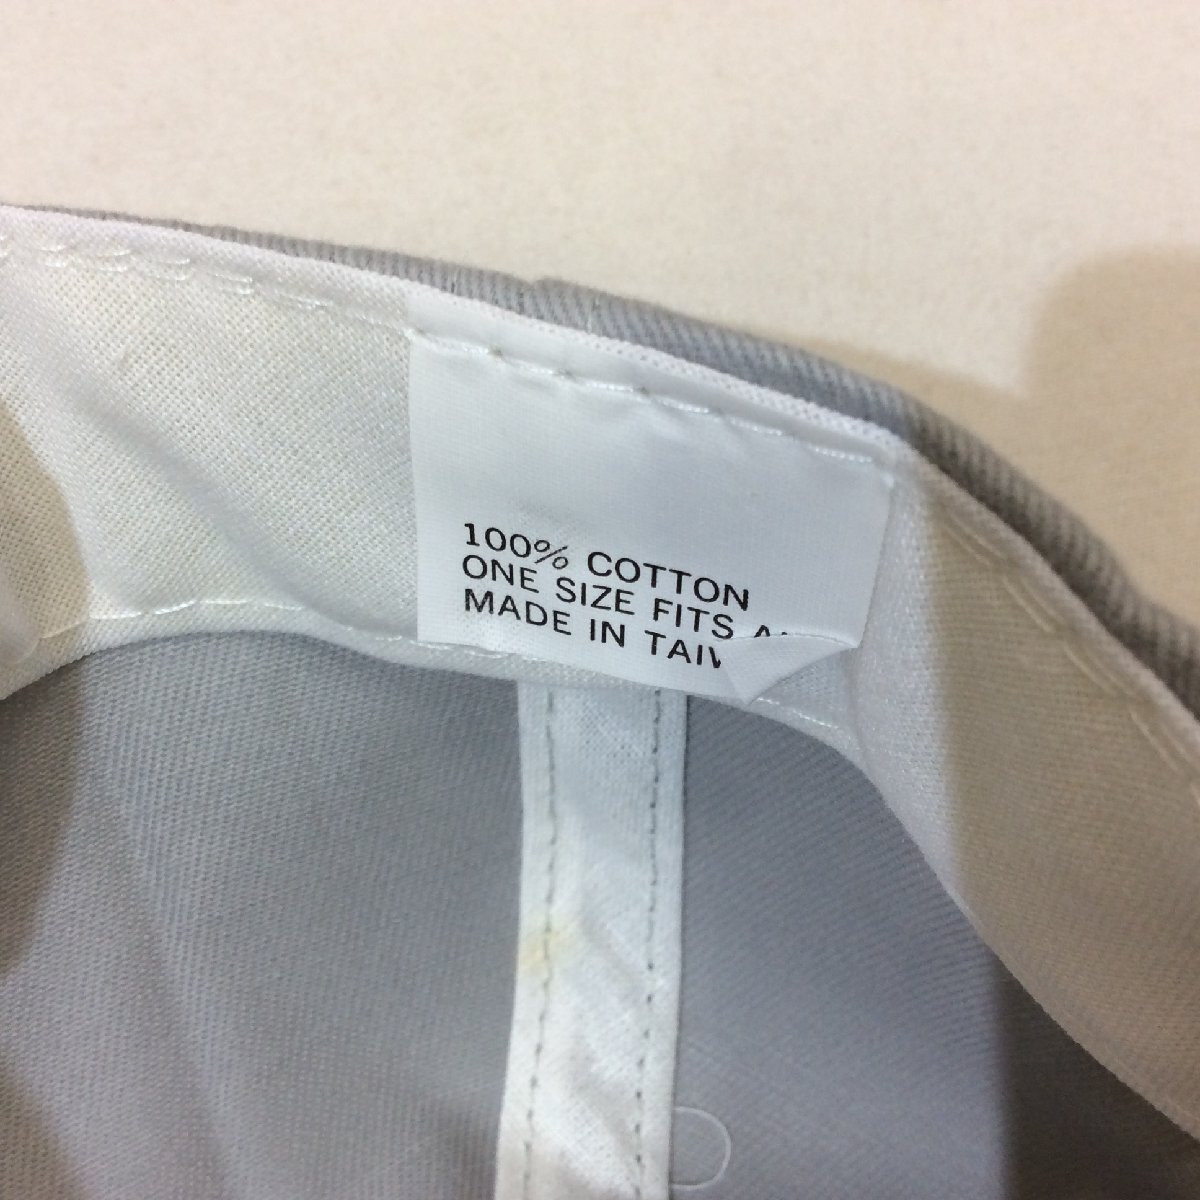 100% COTTON
ONE SIZE FITS
MADE IN TAIW